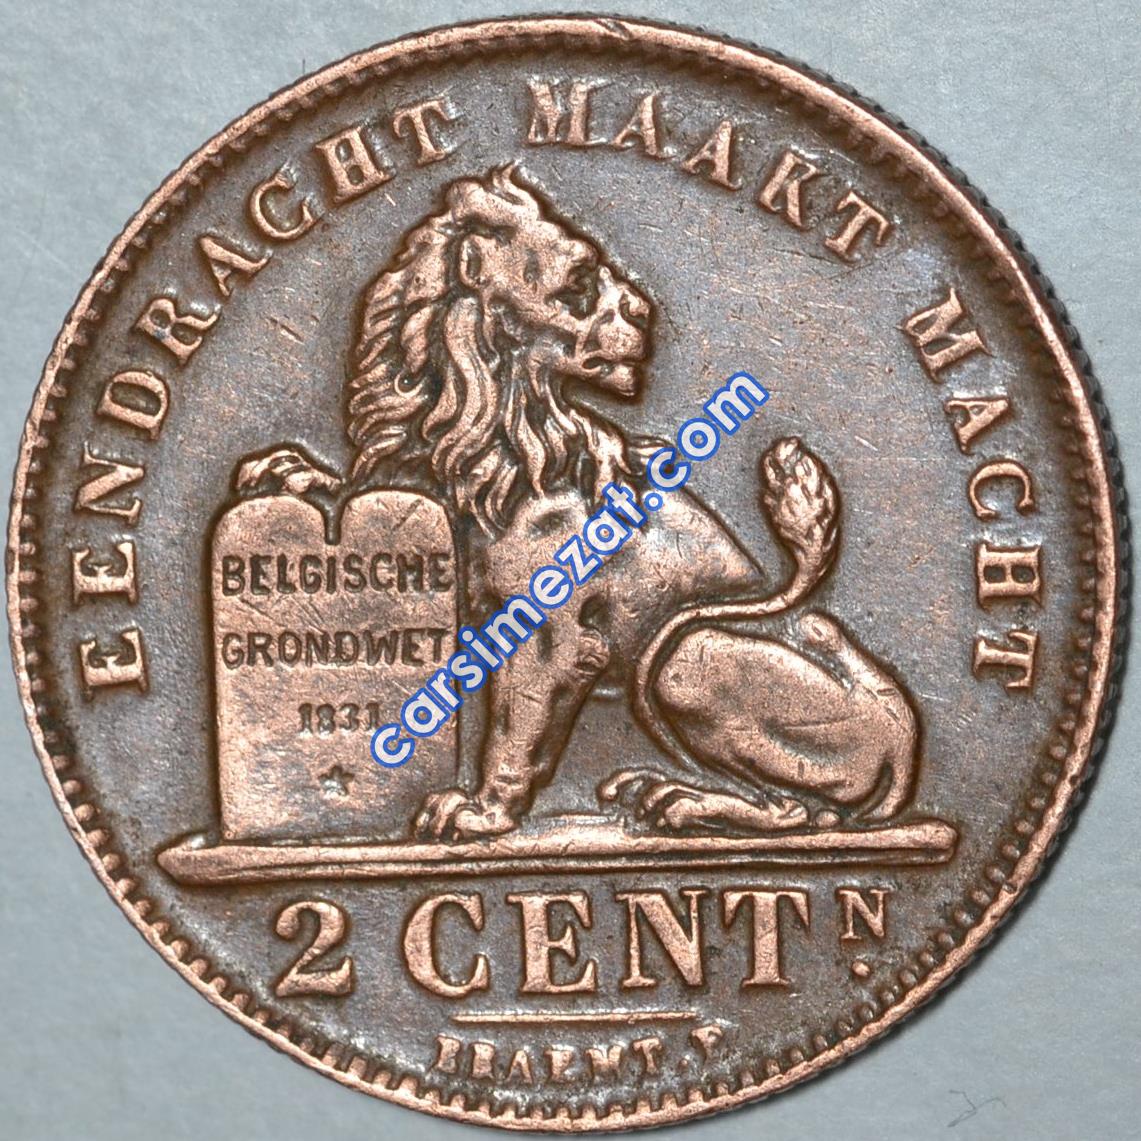 EENDRACHT MAAKT MACHT
BELGISCHE
GRONDWET
1831
carsimezat.com
2 CENTN.
BRAEMT.F